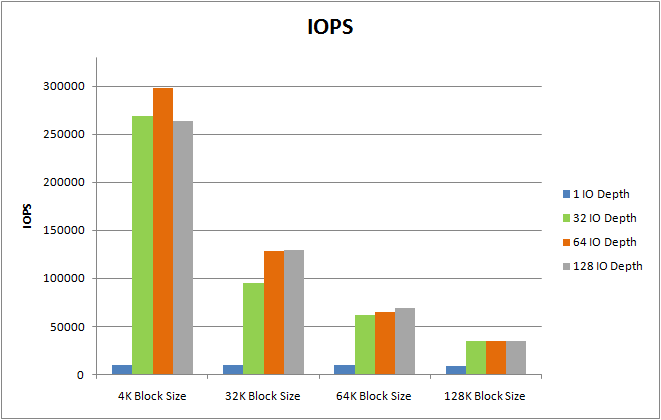 IOPS
300000
250000
200000
150000
100000
50000
0
IOPS
4K Block Size
32K Block Size
64K Block Size
128K Block Size
1 IO Depth
32 IO Depth
64 IO Depth
128 IO Depth